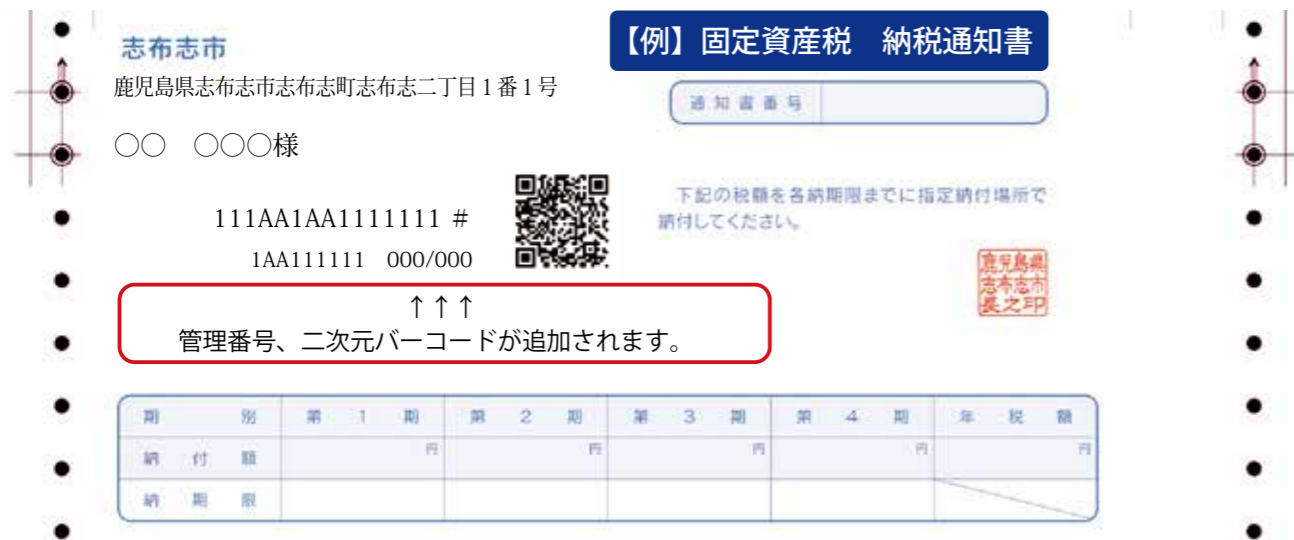 【例】固定資産税　納税通知書
志布志市
鹿児島県志布志市志布志町志布志二丁目1番1号
通知書番号
○○　○○○様
下記の税額を各納期限までに指定納付場所で
納付してください。
111AA1AA1111111 #
1AA111111 000/000
鹿児島県
志布志市
長之印
↑↑↑
管理番号、二次元バーコードが追加されます。
期別 第1期 第2期 第3期 第4期 年税額
納付額 円 円 円 円 円
納期限